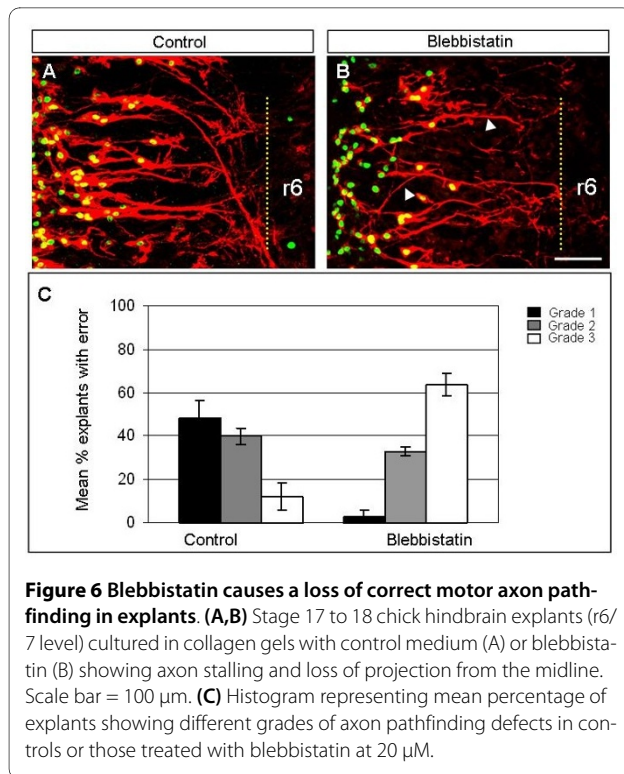 Control
Blebbistatin
A
B
r6
r6
C
Mean % explants with error
100
80
60
40
20
0
Control
Blebbistatin
Grade 1
Grade 2
Grade 3
Figure 6 Blebbistatin causes a loss of correct motor axon path-
finding in explants. (A,B) Stage 17 to 18 chick hindbrain explants (r6/
7 level) cultured in collagen gels with control medium (A) or blebbista-
tin (B) showing axon stalling and loss of projection from the midline.
Scale bar = 100 μm. (C) Histogram representing mean percentage of
explants showing different grades of axon pathfinding defects in con-
trols or those treated with blebbistatin at 20 μM.